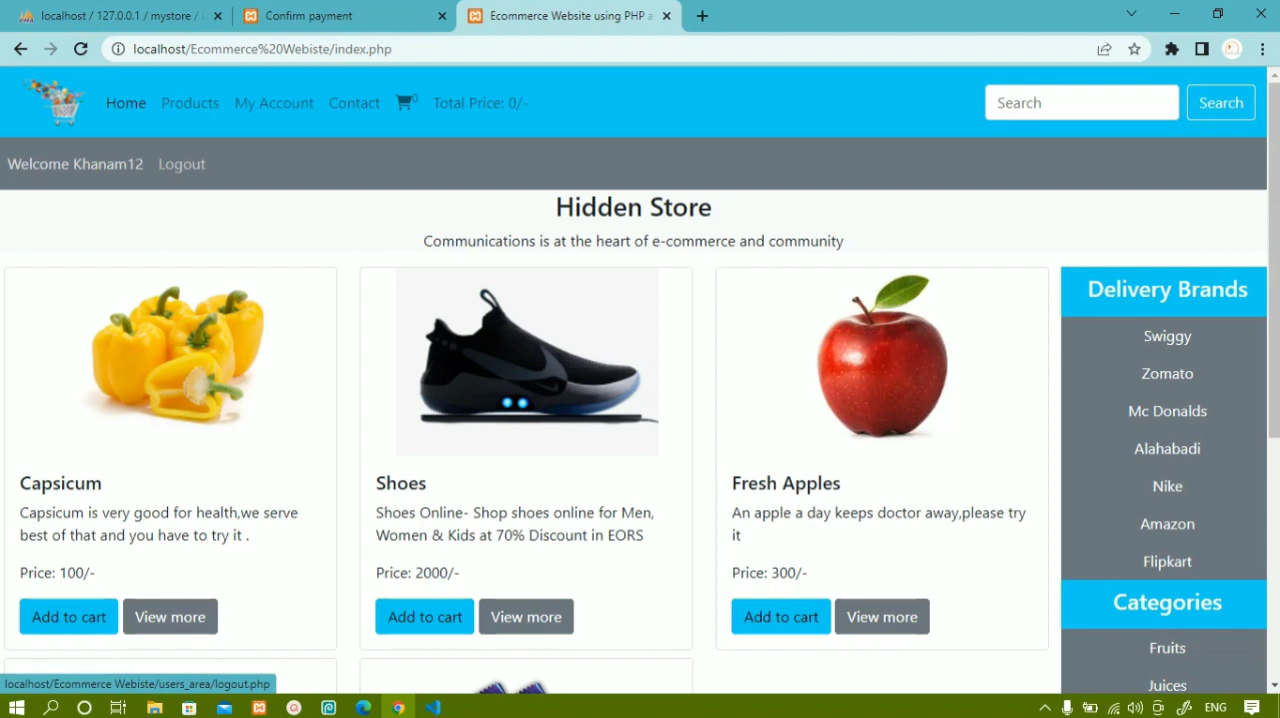 localhost / 127.0.0.1 / mystore /
Confirm payment
Ecommerce Website using PHP a
localhost/Ecommerce%20Webiste/index.php
Home Products My Account Contact 0 Total Price: 0/-
Search Search
Welcome Khanam12 Logout
Hidden Store
Communications is at the heart of e-commerce and community
Capsicum
Capsicum is very good for health,we serve
best of that and you have to try it .
Price: 100/-
Add to cart View more
Shoes
Shoes Online- Shop shoes online for Men,
Women & Kids at 70% Discount in EORS
Price: 2000/-
Add to cart View more
Fresh Apples
An apple a day keeps doctor away,please try
it
Price: 300/-
Add to cart View more
Delivery Brands
Swiggy
Zomato
Mc Donalds
Alahabadi
Nike
Amazon
Flipkart
Categories
Fruits
Juices
localhost/Ecommerce Webiste/users_area/logout.php
ENG